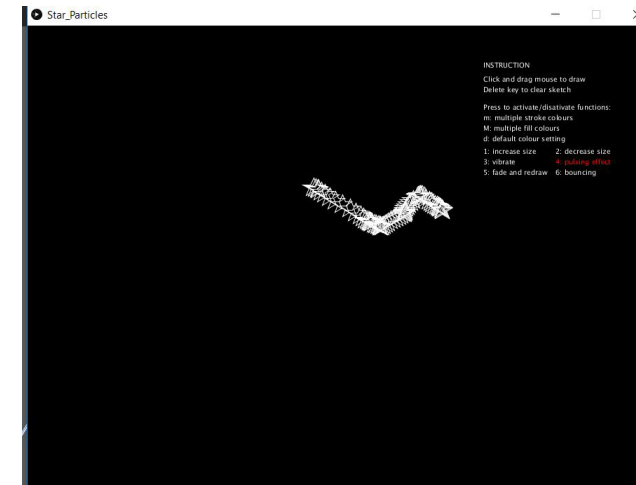 Star_Particles
INSTRUCTION
Click and drag mouse to draw
Delete key to clear sketch
Press to activate/disativate functions:
m: multiple stroke colours
M: multiple fill colours
d: default colour setting
1: increase size 2: decrease size
3: vibrate 4: pulsing effect
5: fade and redraw 6: bouncing